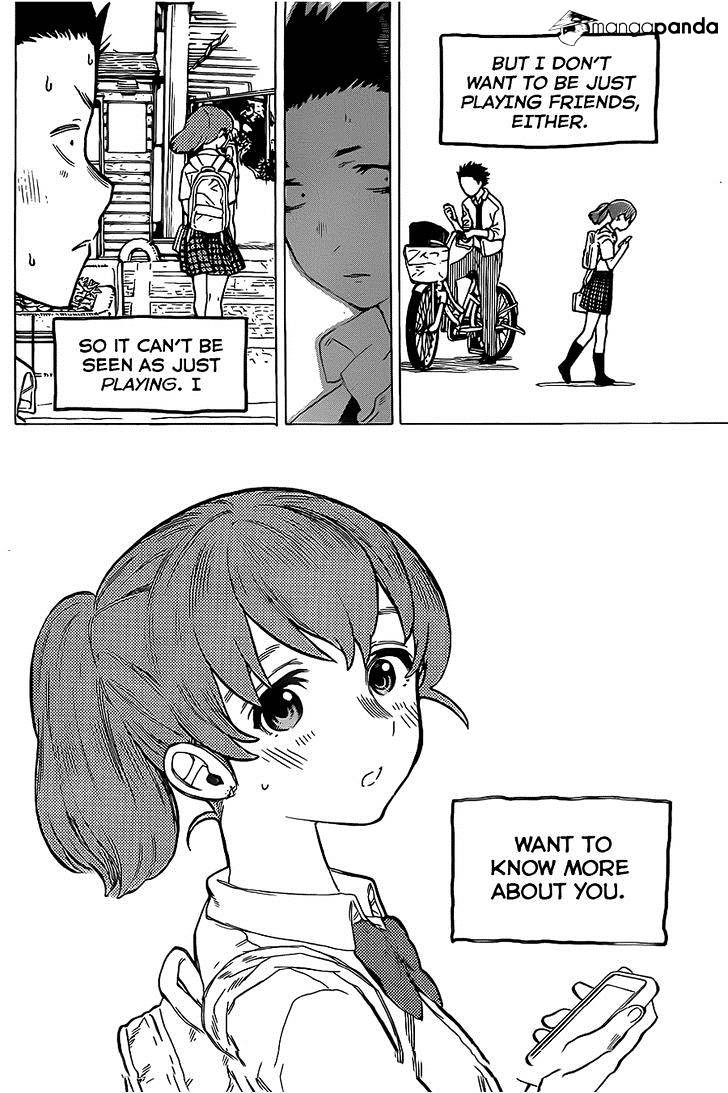 mangapanda
BUT I DON'T
WANT TO BE JUST
PLAYING FRIENDS,
EITHER.
SO IT CAN'T BE
SEEN AS JUST
PLAYING. I
WANT TO
KNOW MORE
ABOUT YOU.